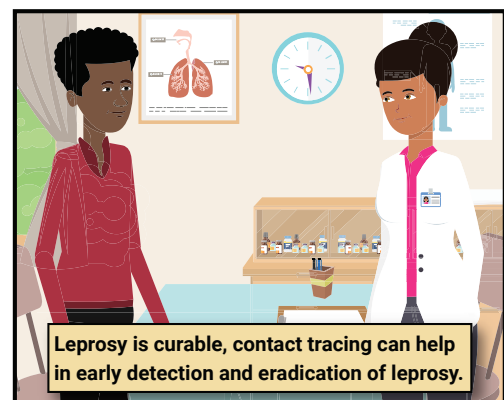 Leprosy is curable, contact tracing can help
in early detection and eradication of leprosy.